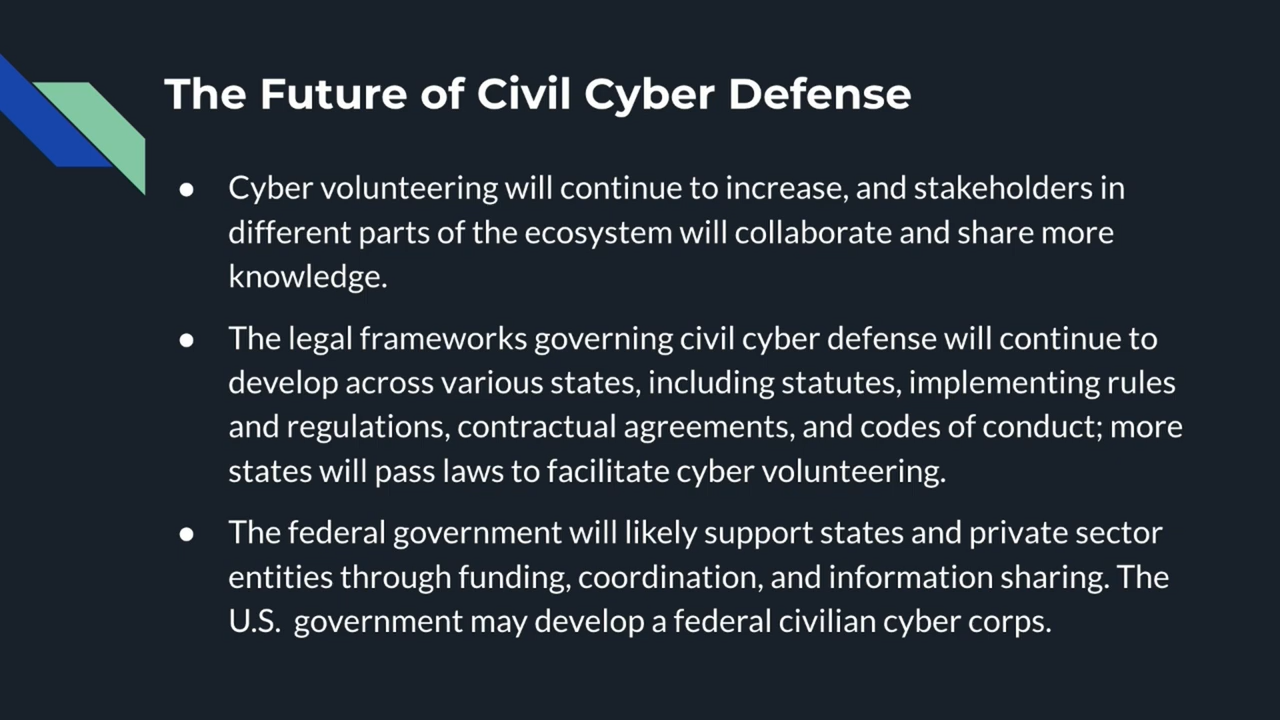 The Future of Civil Cyber Defense
● Cyber volunteering will continue to increase, and stakeholders in
different parts of the ecosystem will collaborate and share more
knowledge.
● The legal frameworks governing civil cyber defense will continue to
develop across various states, including statutes, implementing rules
and regulations, contractual agreements, and codes of conduct; more
states will pass laws to facilitate cyber volunteering.
● The federal government will likely support states and private sector
entities through funding, coordination, and information sharing. The
U.S.  government may develop a federal civilian cyber corps.